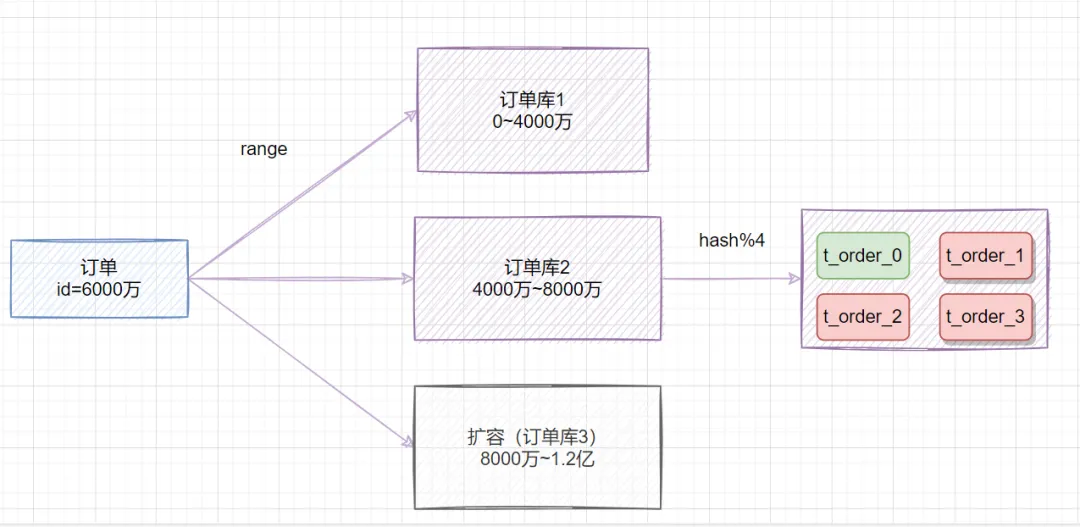 订单库1
0~4000万
range
订单
id=6000万
订单库2
4000万~8000万
hash%4
t_order_0
t_order_1
t_order_2
t_order_3
扩容（订单库3）
8000万~1.2亿